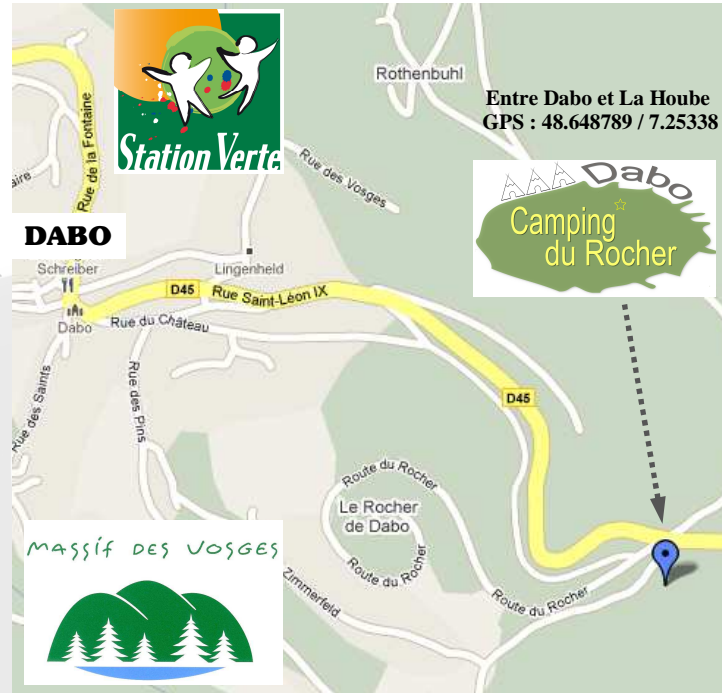 Station Verte
Rothenbuhl
Entre Dabo et La Hoube
GPS : 48.648789 / 7.25338
Rue de la Fontaine
Rue des Vosges
aire
Dabo
Camping
du Rocher
DABO
Schreiber
Lingenheld
D45
Rue Saint-Léon IX
Dabo
Rue du Château
Rue des Saints
Rue des Pins
D45
Route du Rocher
Le Rocher
de Dabo
Route du Rocher
Route du Rocher
Zimmerfeld
MASSIF DES VOSGES